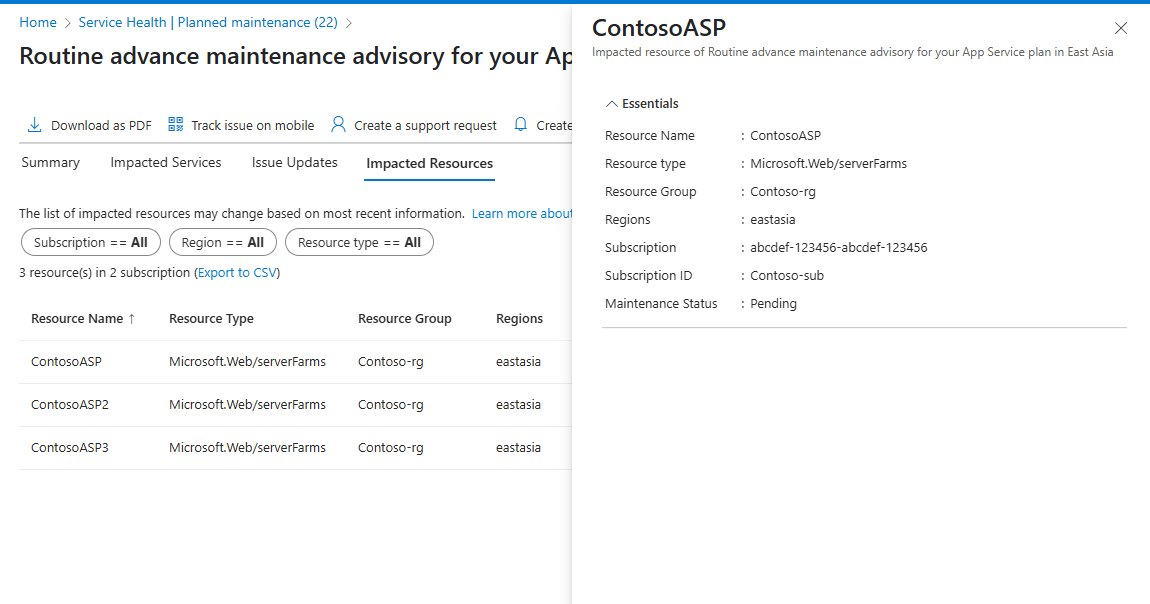 Home > Service Health | Planned maintenance (22) >
Routine advance maintenance advisory for your Ap
Download as PDF Track issue on mobile Create a support request Create
Summary Impacted Services Issue Updates Impacted Resources
The list of impacted resources may change based on most recent information. Learn more about
Subscription == All Region == All Resource type == All
3 resource(s) in 2 subscription (Export to CSV)
Resource Name ↑ Resource Type Resource Group Regions
ContosoASP Microsoft.Web/serverFarms Contoso-rg eastasia
ContosoASP2 Microsoft.Web/serverFarms Contoso-rg eastasia
ContosoASP3 Microsoft.Web/serverFarms Contoso-rg eastasia
ContosoASP
Impacted resource of Routine advance maintenance advisory for your App Service plan in East Asia
Essentials
Resource Name : ContosoASP
Resource type : Microsoft.Web/serverFarms
Resource Group : Contoso-rg
Regions : eastasia
Subscription : abcdef-123456-abcdef-123456
Subscription ID : Contoso-sub
Maintenance Status : Pending